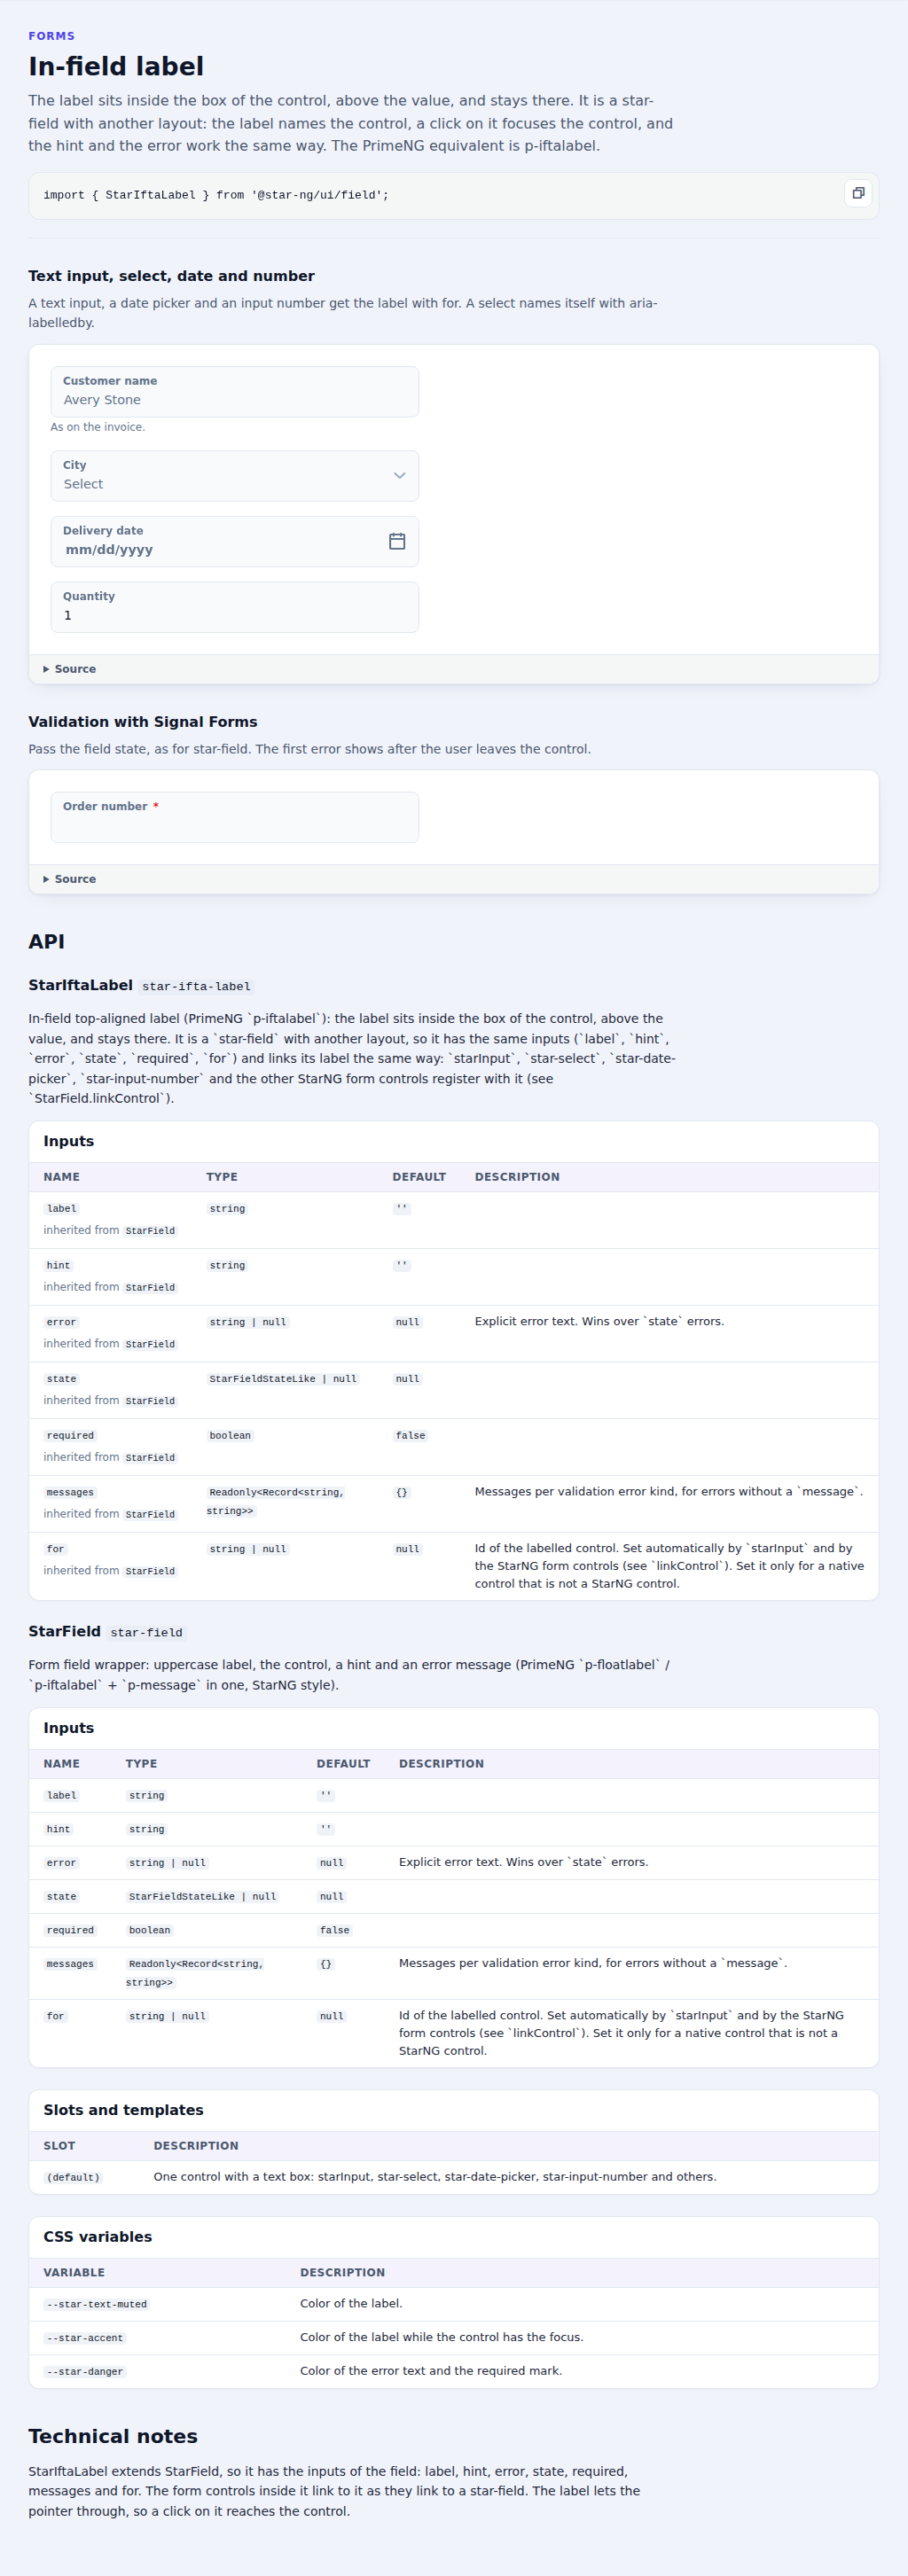 FORMS
In-field label
The label sits inside the box of the control, above the value, and stays there. It is a star-
field with another layout: the label names the control, a click on it focuses the control, and
the hint and the error work the same way. The PrimeNG equivalent is p-iftalabel.
import { StarIftaLabel } from '@star-ng/ui/field';
Text input, select, date and number
A text input, a date picker and an input number get the label with for. A select names itself with aria-
labelledby.
Customer name
Avery Stone
As on the invoice.
City
Select
Delivery date
mm/dd/yyyy
Quantity
1
Source
Validation with Signal Forms
Pass the field state, as for star-field. The first error shows after the user leaves the control.
Order number *
Source
API
StarIftaLabel star-ifta-label
In-field top-aligned label (PrimeNG `p-iftalabel`): the label sits inside the box of the control, above the
value, and stays there. It is a `star-field` with another layout, so it has the same inputs (`label`, `hint`,
`error`, `state`, `required`, `for`) and links its label the same way: `starInput`, `star-select`, `star-date-
picker`, `star-input-number` and the other StarNG form controls register with it (see
`StarField.linkControl`).
Inputs
NAME TYPE DEFAULT DESCRIPTION
label string ''
inherited from StarField
hint string ''
inherited from StarField
error string | null null Explicit error text. Wins over `state` errors.
inherited from StarField
state StarFieldStateLike | null null
inherited from StarField
required boolean false
inherited from StarField
messages Readonly<Record<string, {} Messages per validation error kind, for errors without a `message`.
inherited from StarField string>>
for string | null null Id of the labelled control. Set automatically by `starInput` and by
inherited from StarField the StarNG form controls (see `linkControl`). Set it only for a native
control that is not a StarNG control.
StarField star-field
Form field wrapper: uppercase label, the control, a hint and an error message (PrimeNG `p-floatlabel` /
`p-iftalabel` + `p-message` in one, StarNG style).
Inputs
NAME TYPE DEFAULT DESCRIPTION
label string ''
hint string ''
error string | null null Explicit error text. Wins over `state` errors.
state StarFieldStateLike | null null
required boolean false
messages Readonly<Record<string, {} Messages per validation error kind, for errors without a `message`.
string>>
for string | null null Id of the labelled control. Set automatically by `starInput` and by the StarNG
form controls (see `linkControl`). Set it only for a native control that is not a
StarNG control.
Slots and templates
SLOT DESCRIPTION
(default) One control with a text box: starInput, star-select, star-date-picker, star-input-number and others.
CSS variables
VARIABLE DESCRIPTION
--star-text-muted Color of the label.
--star-accent Color of the label while the control has the focus.
--star-danger Color of the error text and the required mark.
Technical notes
StarIftaLabel extends StarField, so it has the inputs of the field: label, hint, error, state, required,
messages and for. The form controls inside it link to it as they link to a star-field. The label lets the
pointer through, so a click on it reaches the control.